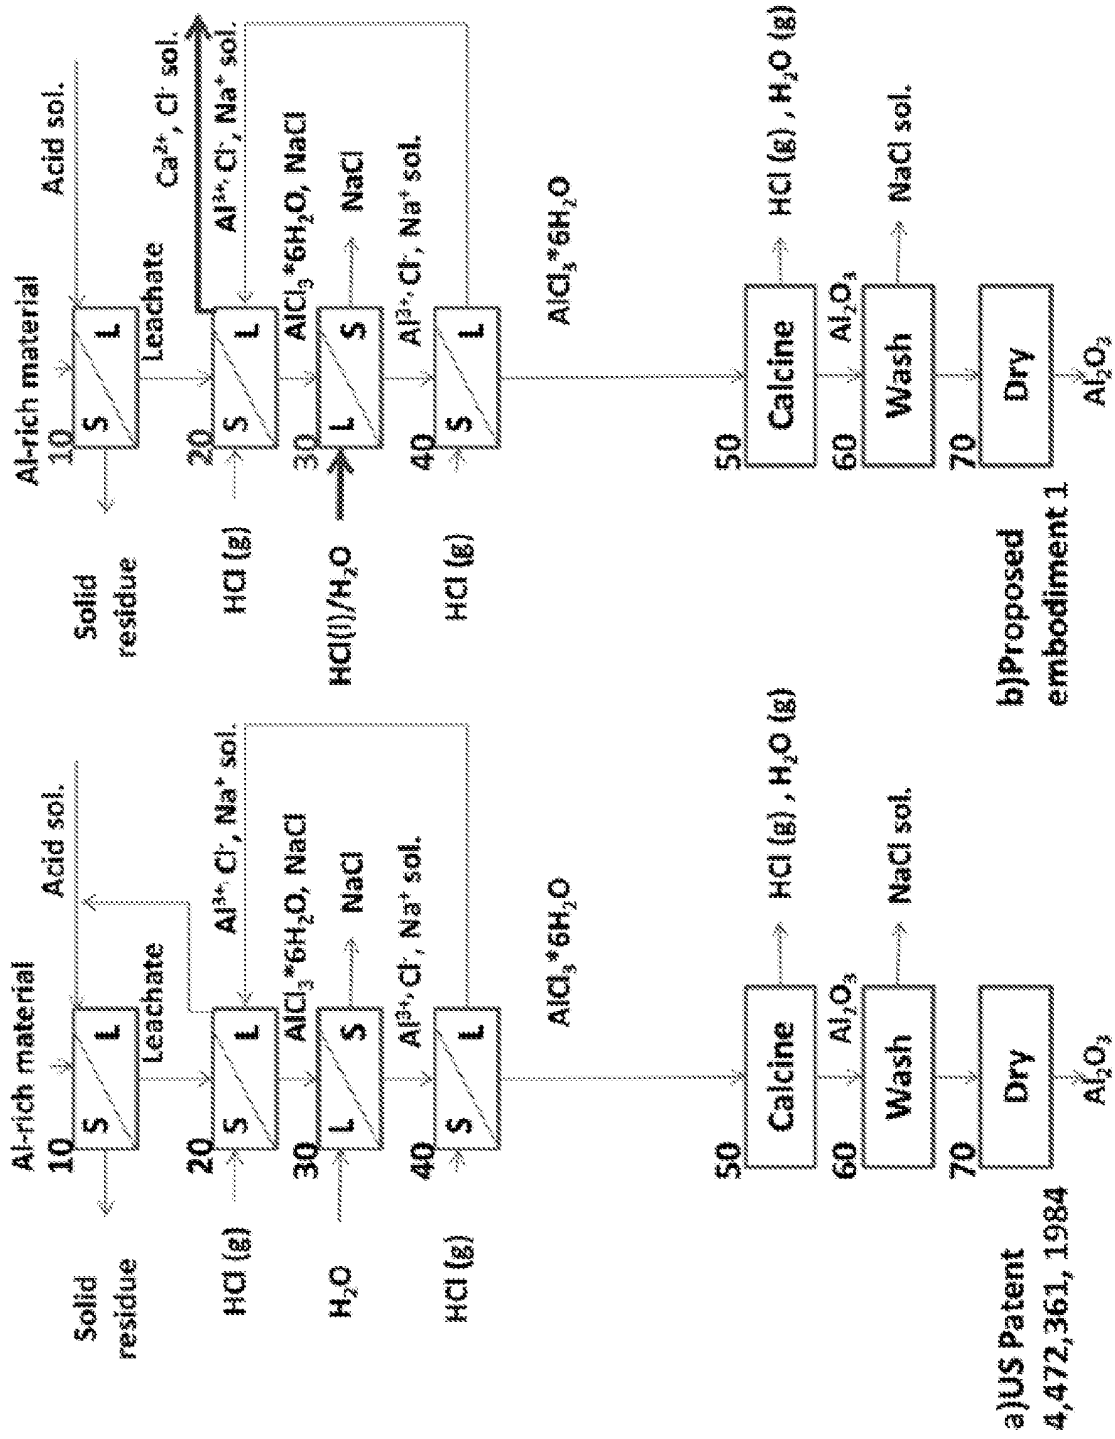 Al-rich material
Acid sol.
10
S L
Solid
residue
Leachate
20
S L
HCl (g)
Al³⁺, Cl⁻, Na⁺ sol.
AlCl₃*6H₂O, NaCl
30
L S
H₂O
NaCl
Al³⁺, Cl⁻, Na⁺ sol.
40
S L
HCl (g)
AlCl₃*6H₂O
50
Calcine
HCl (g) , H₂O (g)
Al₂O₃
60
Wash
NaCl sol.
70
Dry
Al₂O₃
a)US Patent
4,472,361, 1984
Al-rich material
Acid sol.
10
S L
Solid
residue
Leachate
Ca²⁺, Cl⁻ sol.
20
S L
HCl (g)
Al³⁺, Cl⁻, Na⁺ sol.
AlCl₃*6H₂O, NaCl
30
L S
HCl(l)/H₂O
NaCl
Al³⁺, Cl⁻, Na⁺ sol.
40
S L
HCl (g)
AlCl₃*6H₂O
50
Calcine
HCl (g) , H₂O (g)
Al₂O₃
60
Wash
NaCl sol.
70
Dry
Al₂O₃
b)Proposed
embodiment 1